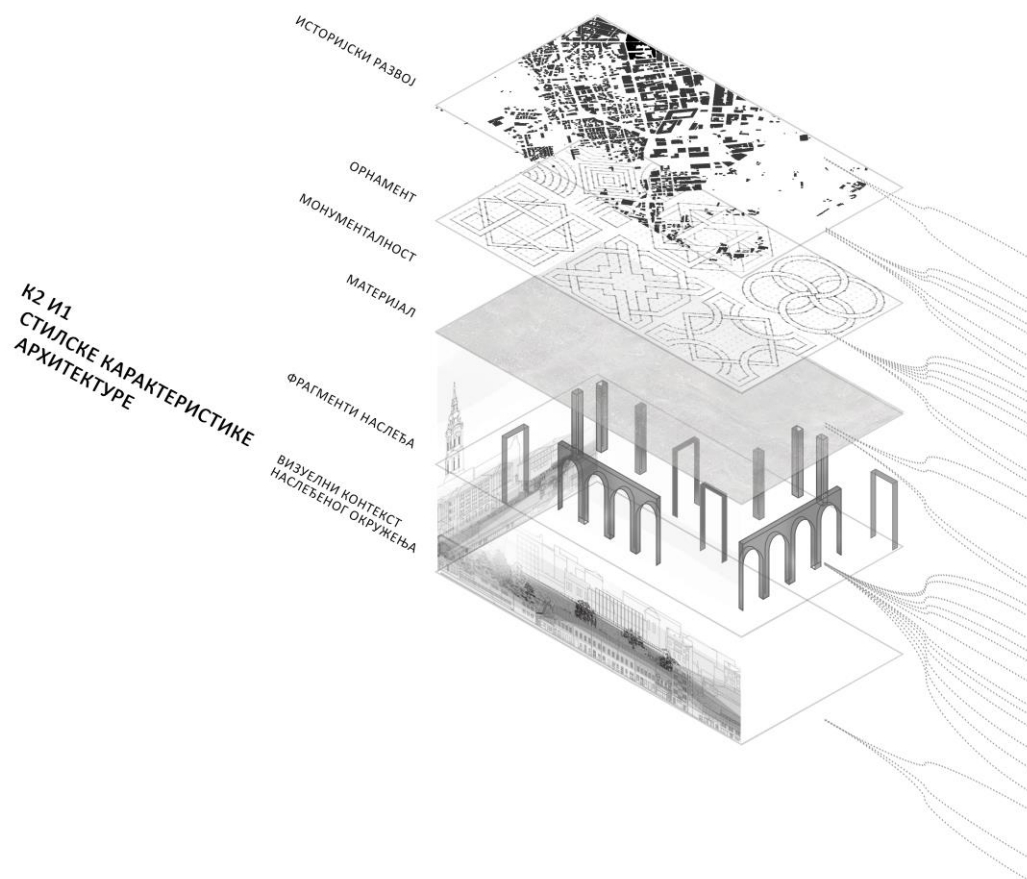 ИСТОРИЈСКИ РАЗВОЈ
ОРНАМЕНТ
МОНУМЕНТАЛНОСТ
МАТЕРИЈАЛ
К2 И1
СТИЛСКЕ КАРАКТЕРИСТИКЕ
АРХИТЕКТУРЕ
ФРАГМЕНТИ НАСЛЕЂА
ВИЗУЕЛНИ КОНТЕКСТ
НАСЛЕЂЕНОГ ОКРУЖЕЊА